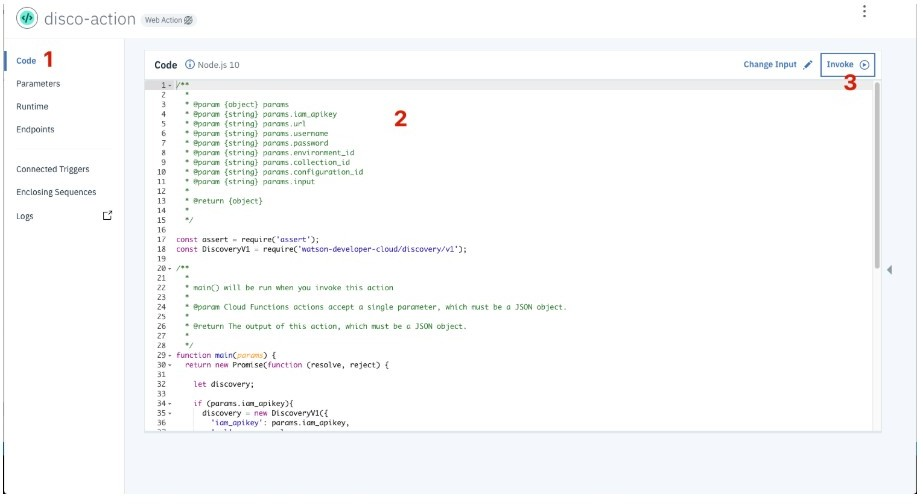 </> disco-action Web Action
Code 1
Parameters
Runtime
Endpoints
Connected Triggers
Enclosing Sequences
Logs
Code Node.js 10 Change Input Invoke
3
2
1 /**
2 *
3 * @param {object} params
4 * @param {string} params.iam_apikey
5 * @param {string} params.url
6 * @param {string} params.username
7 * @param {string} params.password
8 * @param {string} params.environment_id
9 * @param {string} params.collection_id
10 * @param {string} params.configuration_id
11 * @param {string} params.input
12 *
13 * @return {object}
14 *
15 */
16
17 const assert = require('assert');
18 const DiscoveryV1 = require('watson-developer-cloud/discovery/v1');
19
20 /**
21 *
22 * main() will be run when you invoke this action
23 *
24 * @param Cloud Functions actions accept a single parameter, which must be a JSON object.
25 *
26 * @return The output of this action, which must be a JSON object.
27 *
28 */
29 function main(params) {
30 return new Promise(function (resolve, reject) {
31
32 let discovery;
33
34 if (params.iam_apikey){
35 discovery = new DiscoveryV1({
36 'iam_apikey': params.iam_apikey,